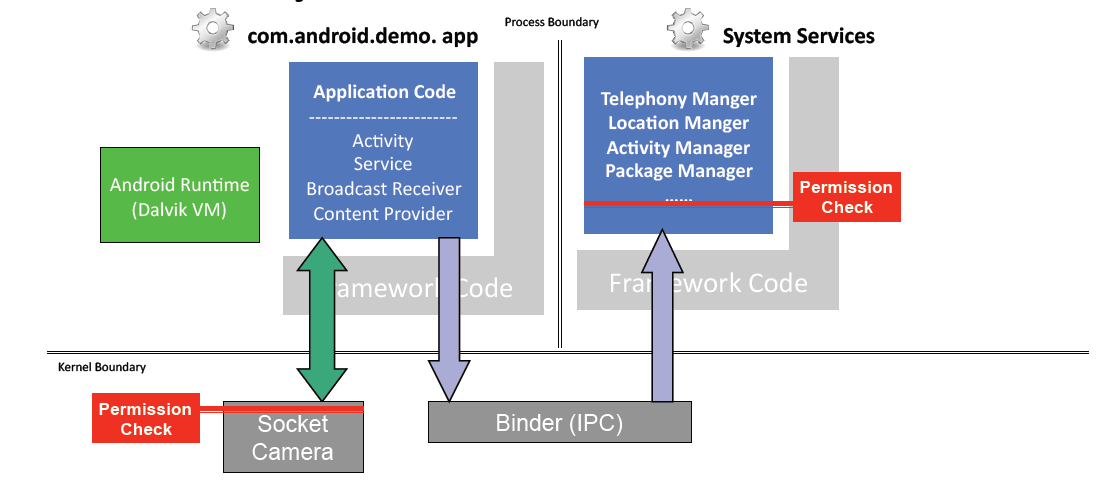 Process Boundary
com.android.demo. app
System Services
Application Code
------------------------
Activity
Service
Broadcast Receiver
Content Provider
Telephony Manger
Location Manger
Activity Manager
Package Manager
......
Permission
Check
Android Runtime
(Dalvik VM)
Framework Code
Framework Code
Kernel Boundary
Permission
Check
Socket
Camera
Binder (IPC)